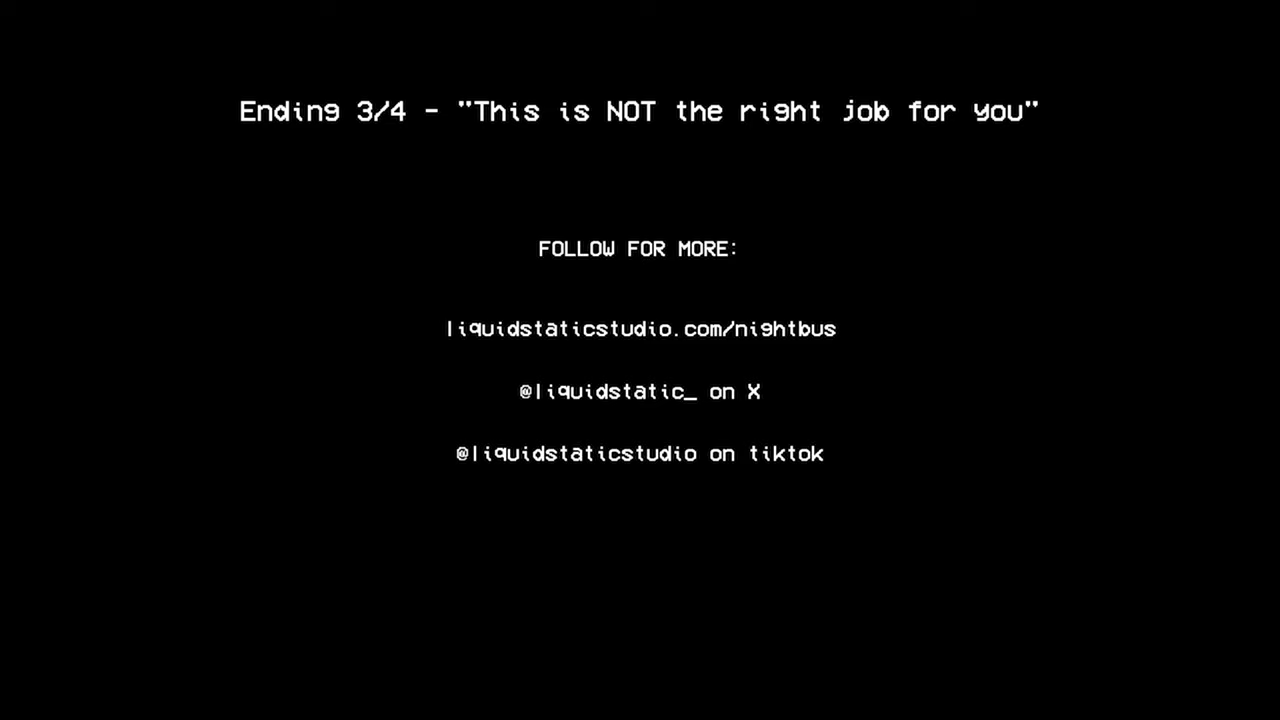 Ending 3/4 - "This is NOT the right job for you"
FOLLOW FOR MORE:
liquidstaticstudio.com/nightbus
@liquidstatic_ on X
@liquidstaticstudio on tiktok